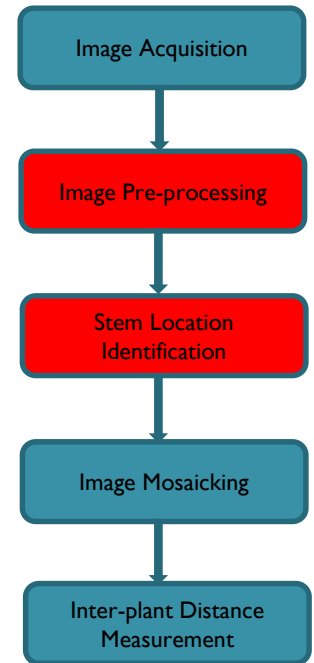 Image Acquisition
Image Pre-processing
Stem Location
Identification
Image Mosaicking
Inter-plant Distance
Measurement